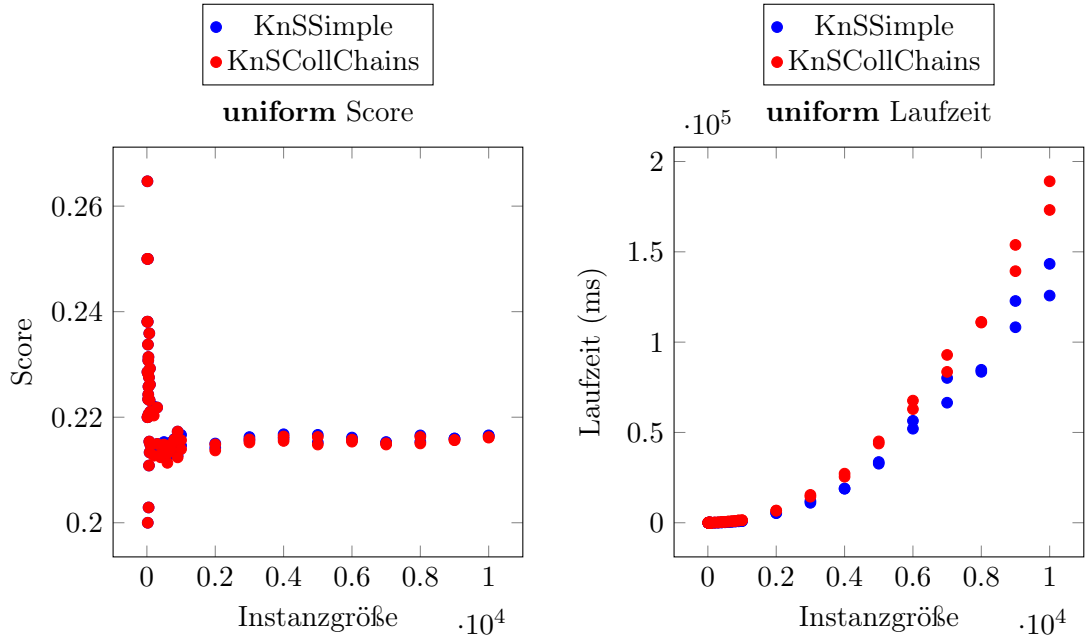 KnSSimple
KnSCollChains
uniform Score
0.26
0.24
0.22
0.2
Score
0 0.2 0.4 0.6 0.8 1
Instanzgröße
·10^4
KnSSimple
KnSCollChains
uniform Laufzeit
·10^5
2
1.5
1
0.5
0
Laufzeit (ms)
0 0.2 0.4 0.6 0.8 1
Instanzgröße
·10^4